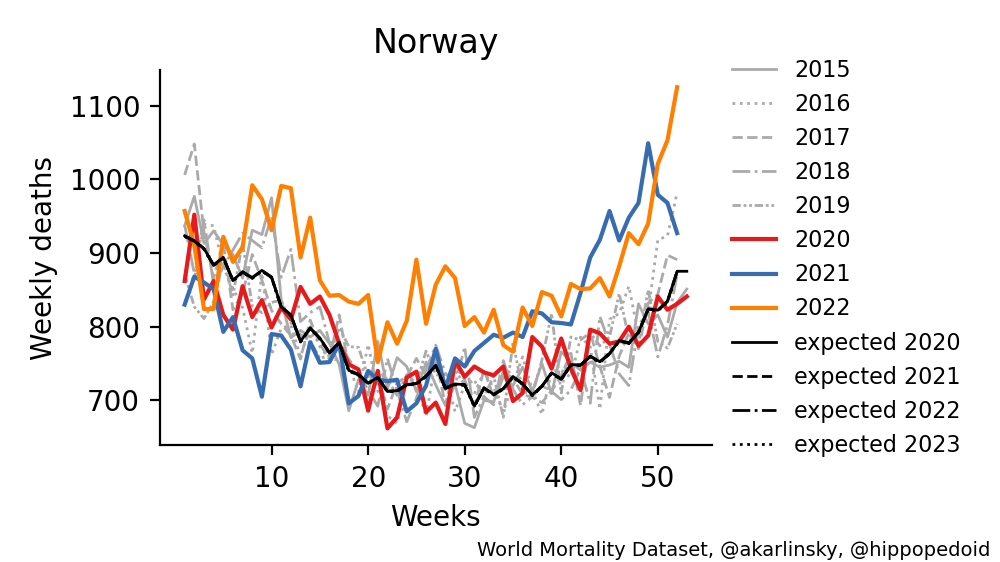 Norway
Weekly deaths
1100
1000
900
800
700
10 20 30 40 50
Weeks
2015
2016
2017
2018
2019
2020
2021
2022
expected 2020
expected 2021
expected 2022
expected 2023
World Mortality Dataset, @akarlinsky, @hippopedoid